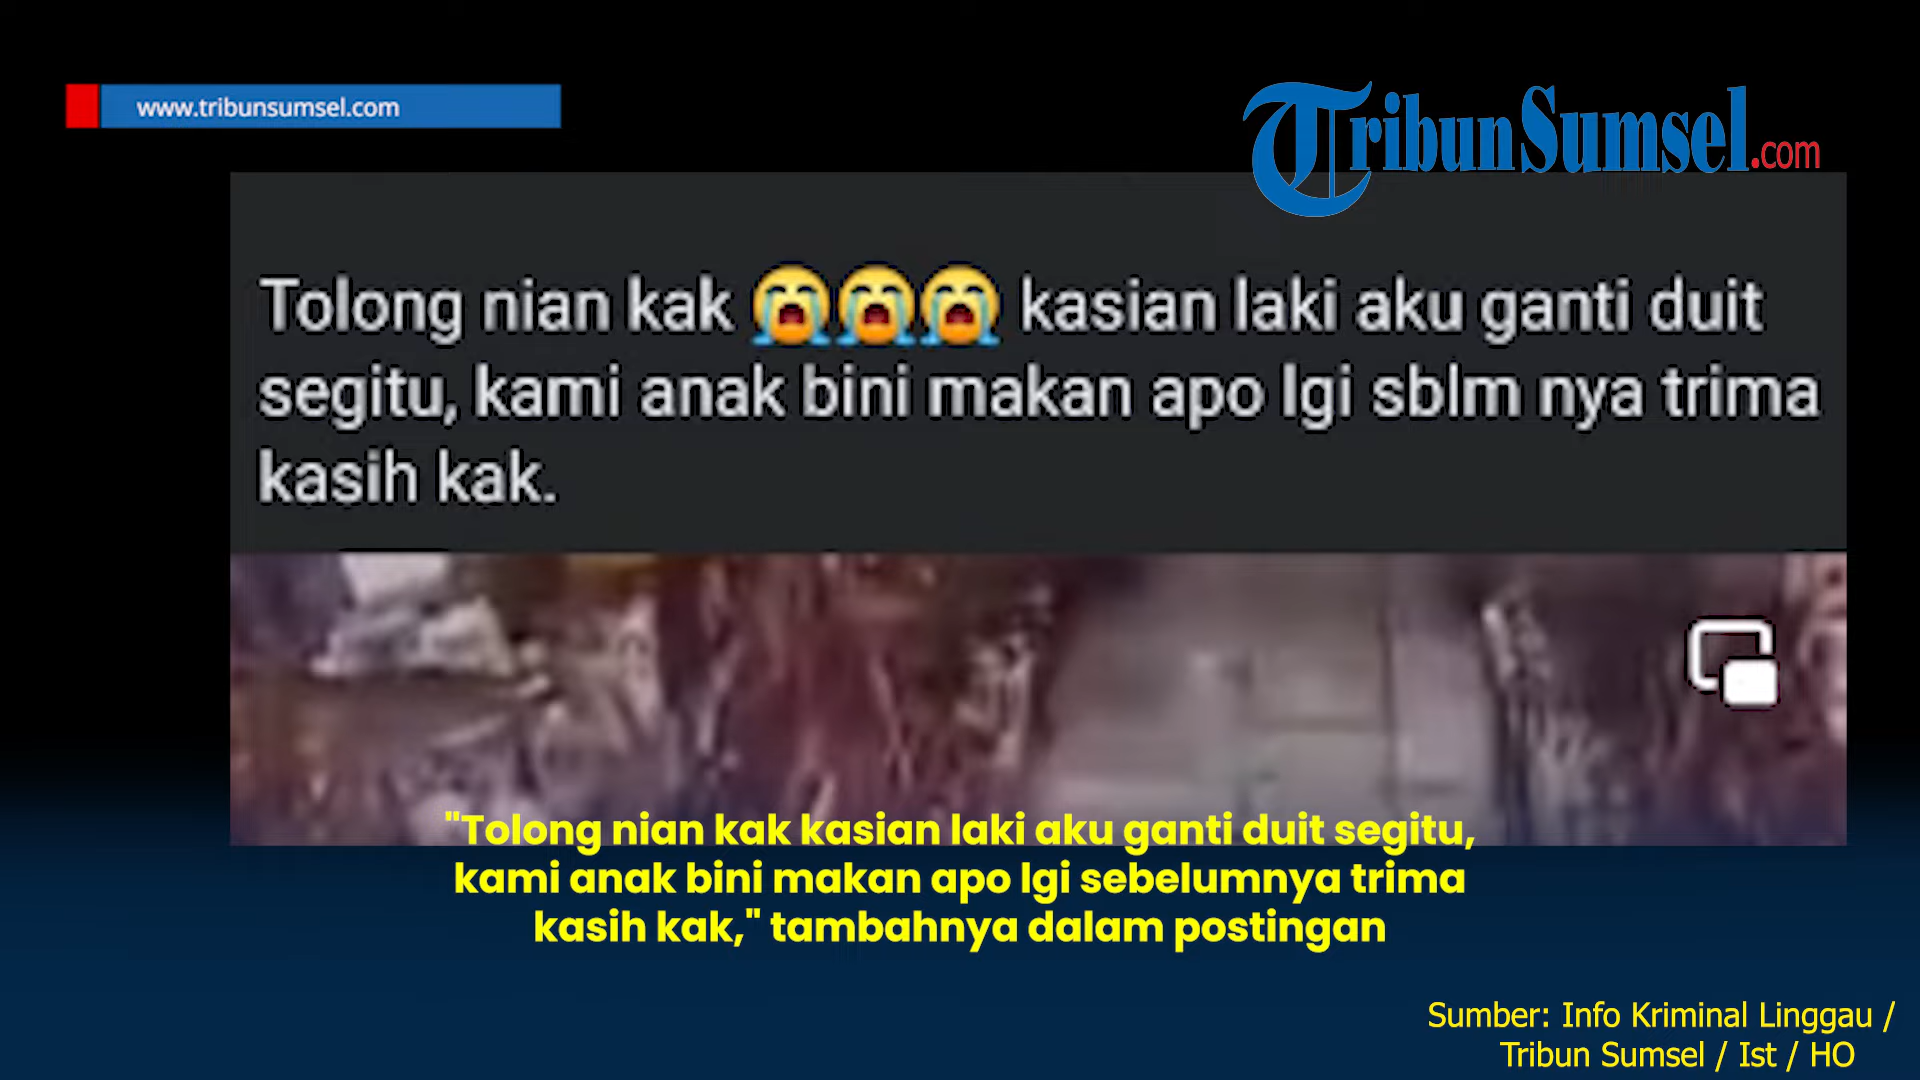 www.tribunsumsel.com
TribunSumsel.com
Tolong nian kak 😭😭😭 kasian laki aku ganti duit
segitu, kami anak bini makan apo lgi sblm nya trima
kasih kak.
"Tolong nian kak kasian laki aku ganti duit segitu,
kami anak bini makan apo lgi sebelumnya trima
kasih kak," tambahnya dalam postingan
Sumber: Info Kriminal Linggau /
Tribun Sumsel / Ist / HO